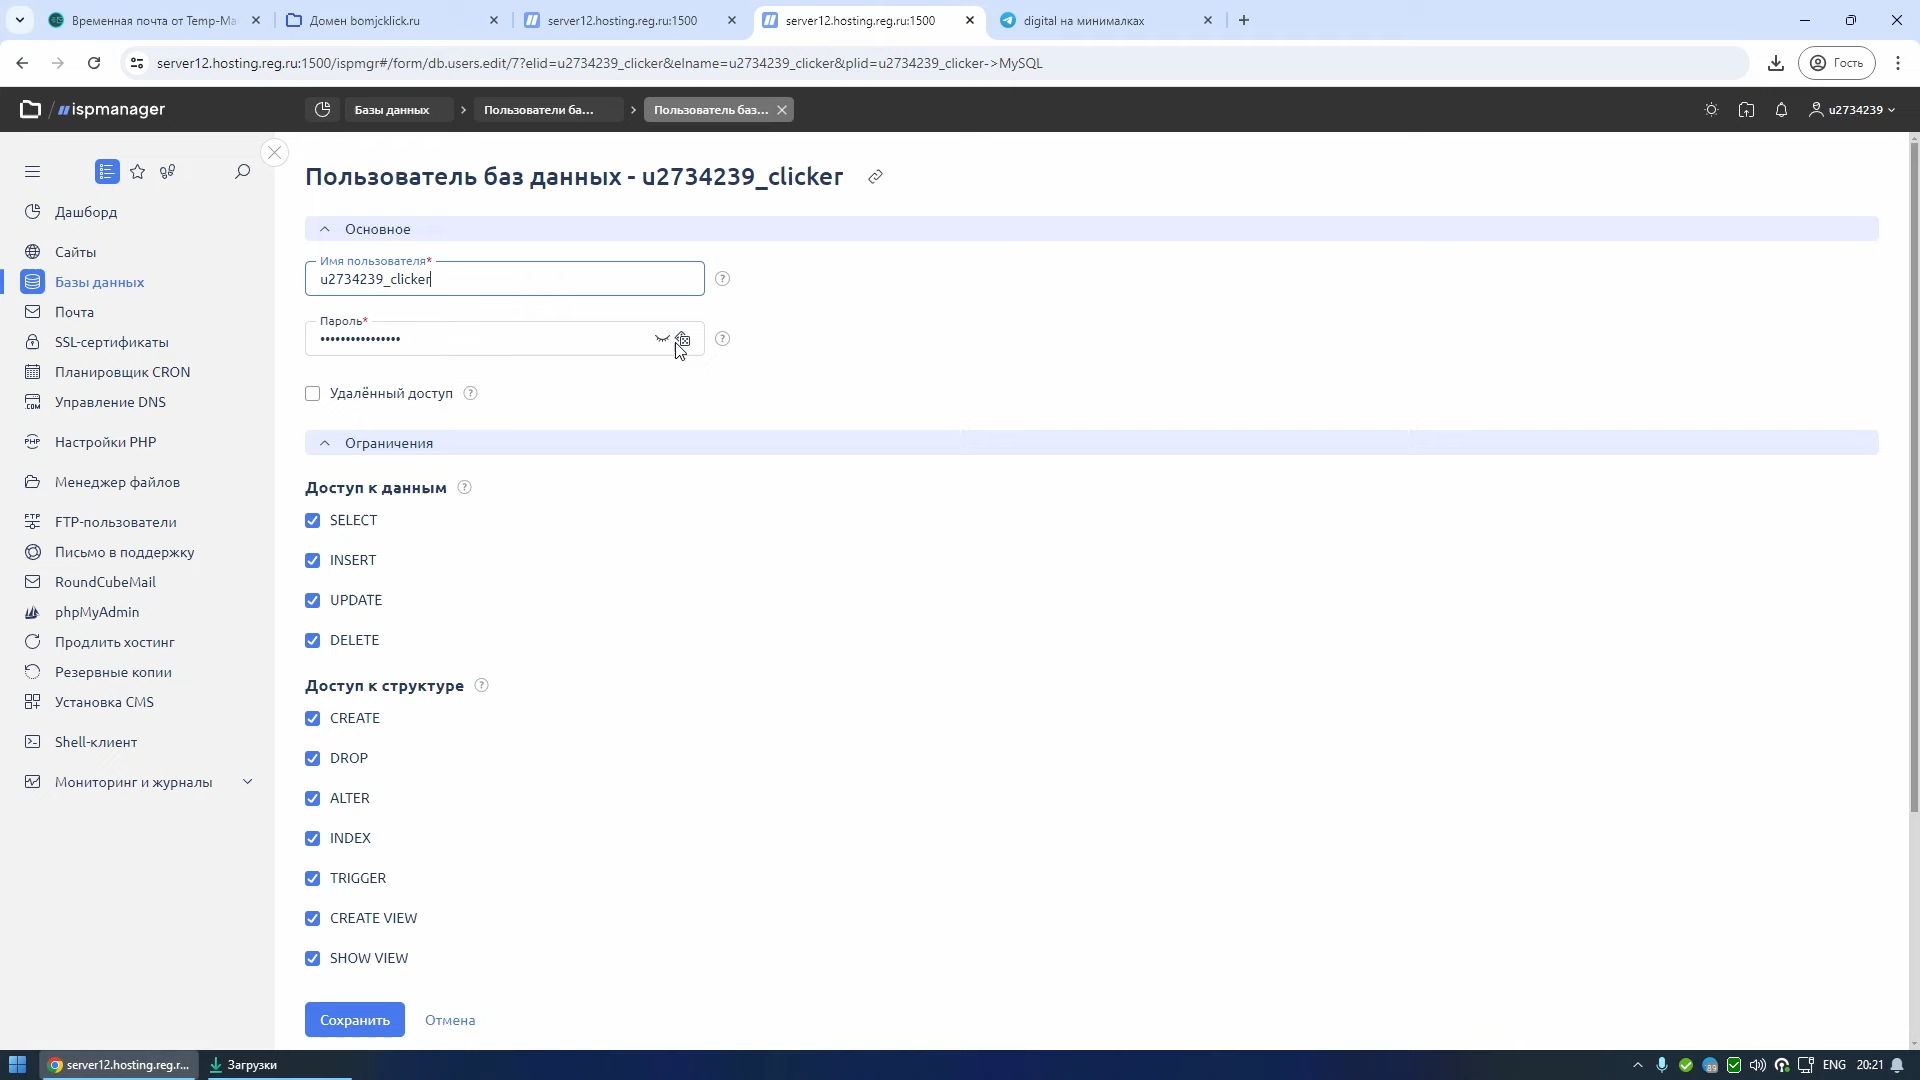 Временная почта от Temp-Ma
Домен bomjcklick.ru
server12.hosting.reg.ru:1500
server12.hosting.reg.ru:1500
digital на минималках
server12.hosting.reg.ru:1500/ispmgr#/form/db.users.edit/7?elid=u2734239_clicker&elname=u2734239_clicker&plid=u2734239_clicker->MySQL
Гость
ispmanager
Базы данных
Пользователи ба...
Пользователь баз...
u2734239
Пользователь баз данных - u2734239_clicker
Дашборд
Сайты
Базы данных
Почта
SSL-сертификаты
Планировщик CRON
Управление DNS
Настройки PHP
Менеджер файлов
FTP-пользователи
Письмо в поддержку
RoundCubeMail
phpMyAdmin
Продлить хостинг
Резервные копии
Установка CMS
Shell-клиент
Мониторинг и журналы
Основное
Имя пользователя*
u2734239_clicker
Пароль*
••••••••••••••••
Удалённый доступ
Ограничения
Доступ к данным
SELECT
INSERT
UPDATE
DELETE
Доступ к структуре
CREATE
DROP
ALTER
INDEX
TRIGGER
CREATE VIEW
SHOW VIEW
Сохранить
Отмена
server12.hosting.reg.r...
Загрузки
ENG
20:21